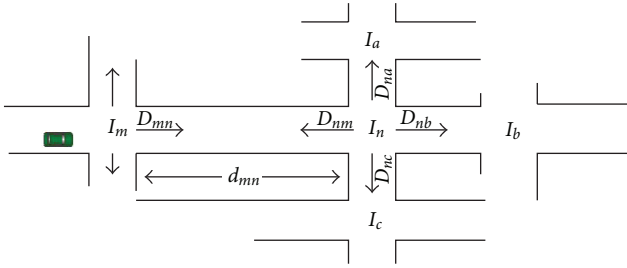 I_a
D_na
I_m D_mn D_nm I_n D_nb I_b
d_mn D_nc
I_c